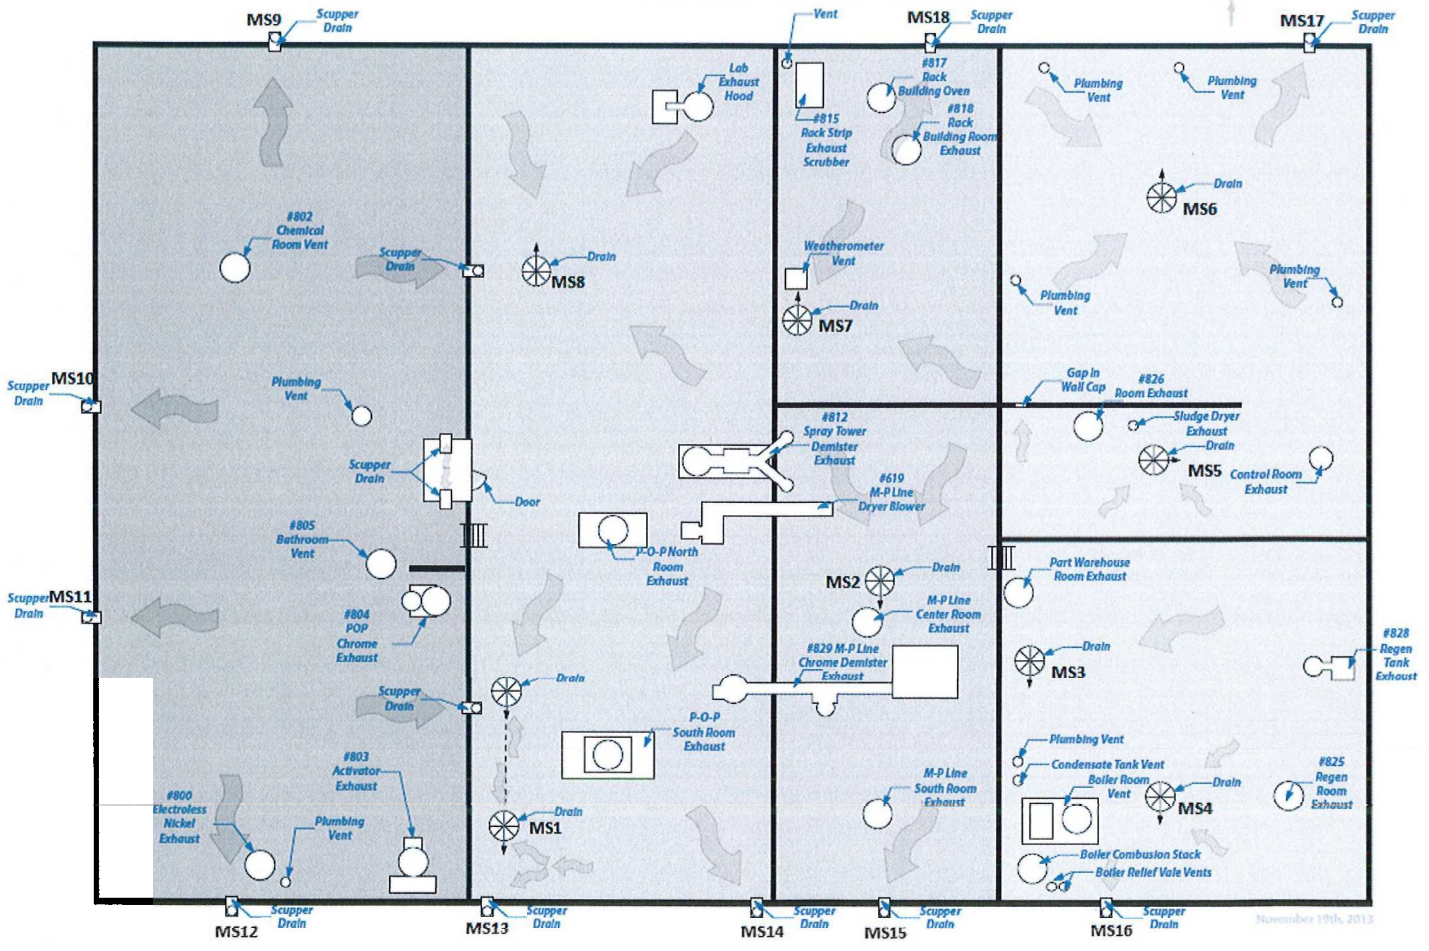 MS9
Scupper
Drain
Vent
MS18
Scupper
Drain
MS17
Scupper
Drain
Lab
Exhaust
Hood
#817
Rack
Building Oven
#818
Rack
Building Room
Exhaust
#815
Rack Strip
Exhaust
Scrubber
Plumbing
Vent
Plumbing
Vent
Drain
MS6
#802
Chemical
Room Vent
Scupper
Drain
Drain
MS8
Weatherometer
Vent
Drain
MS7
Plumbing
Vent
Plumbing
Vent
Scupper
Drain
MS10
Plumbing
Vent
Gap In
Wall Cap
#826
Room Exhaust
Sludge Dryer
Exhaust
Drain
MS5
Control Room
Exhaust
#812
Spray Tower
Demister
Exhaust
Scupper
Drain
Door
#619
M-P Line
Dryer Blower
#805
Bathroom
Vent
P-O-P North
Room
Exhaust
MS2
Drain
M-P Line
Center Room
Exhaust
Part Warehouse
Room Exhaust
Scupper
Drain
MS11
#804
POP
Chrome
Exhaust
#829 M-P Line
Chrome Demister
Exhaust
Drain
MS3
#828
Regen
Tank
Exhaust
Scupper
Drain
Drain
P-O-P
South Room
Exhaust
#803
Activator
Exhaust
#800
Electroless
Nickel
Exhaust
Plumbing
Vent
Drain
MS1
M-P Line
South Room
Exhaust
Plumbing Vent
Condensate Tank Vent
Boiler Room
Vent
Drain
MS4
#825
Regen
Room
Exhaust
Boiler Combusion Stack
Boiler Relief Vale Vents
MS12
Scupper
Drain
MS13
Scupper
Drain
MS14
Scupper
Drain
MS15
Scupper
Drain
MS16
Scupper
Drain
November 19th, 2013